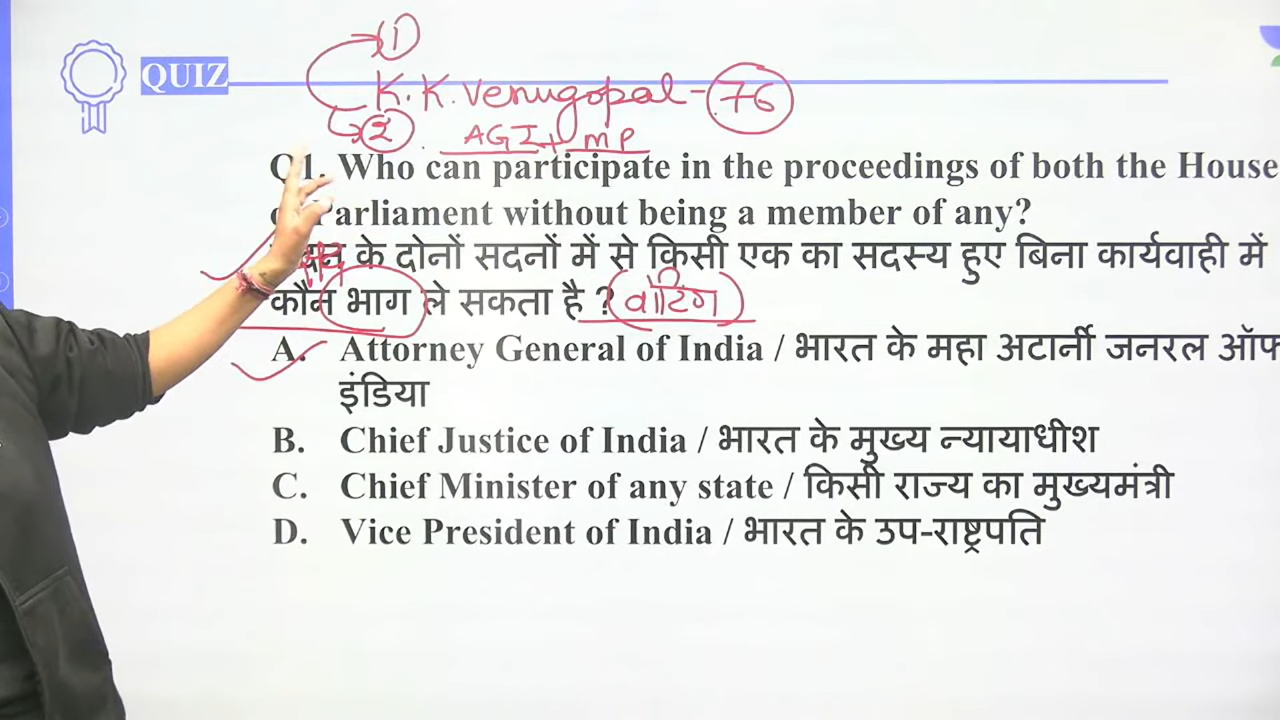 1
QUIZ
K.K.Venugopal-76
2 AGI+ MP
Q1. Who can participate in the proceedings of both the House
Parliament without being a member of any?
के दोनों सदनों में से किसी एक का सदस्य हुए बिना कार्यवाही में
कौन भाग ले सकता है ? वोटिंग
A. Attorney General of India / भारत के महा अटार्नी जनरल ऑफ
इंडिया
B. Chief Justice of India / भारत के मुख्य न्यायाधीश
C. Chief Minister of any state / किसी राज्य का मुख्यमंत्री
D. Vice President of India / भारत के उप-राष्ट्रपति